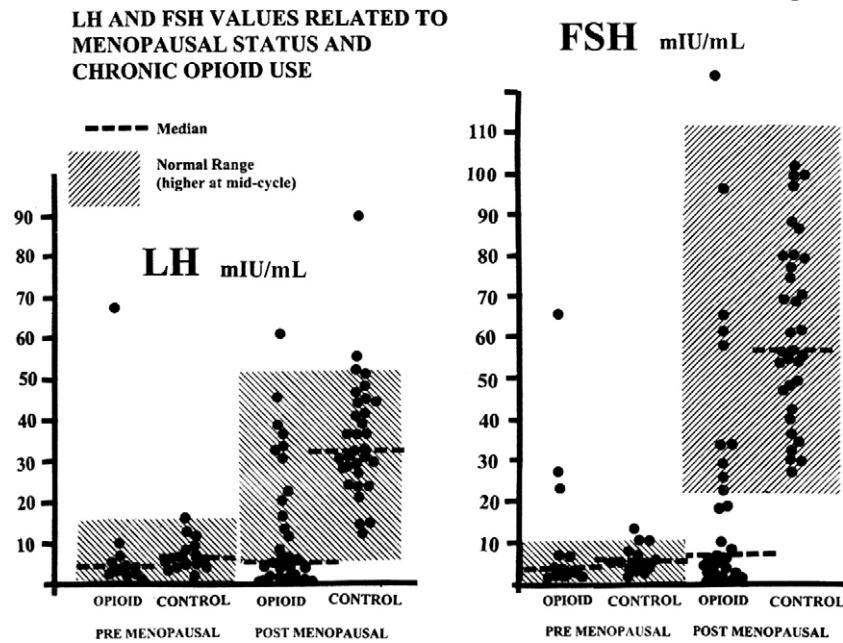 LH AND FSH VALUES RELATED TO
MENOPAUSAL STATUS AND
CHRONIC OPIOID USE
Median
Normal Range
(higher at mid-cycle)
LH mIU/mL
90
80
70
60
50
40
30
20
10
OPIOID CONTROL OPIOID CONTROL
PRE MENOPAUSAL POST MENOPAUSAL
FSH mIU/mL
110
100
90
80
70
60
50
40
30
20
10
OPIOID CONTROL OPIOID CONTROL
PRE MENOPAUSAL POST MENOPAUSAL